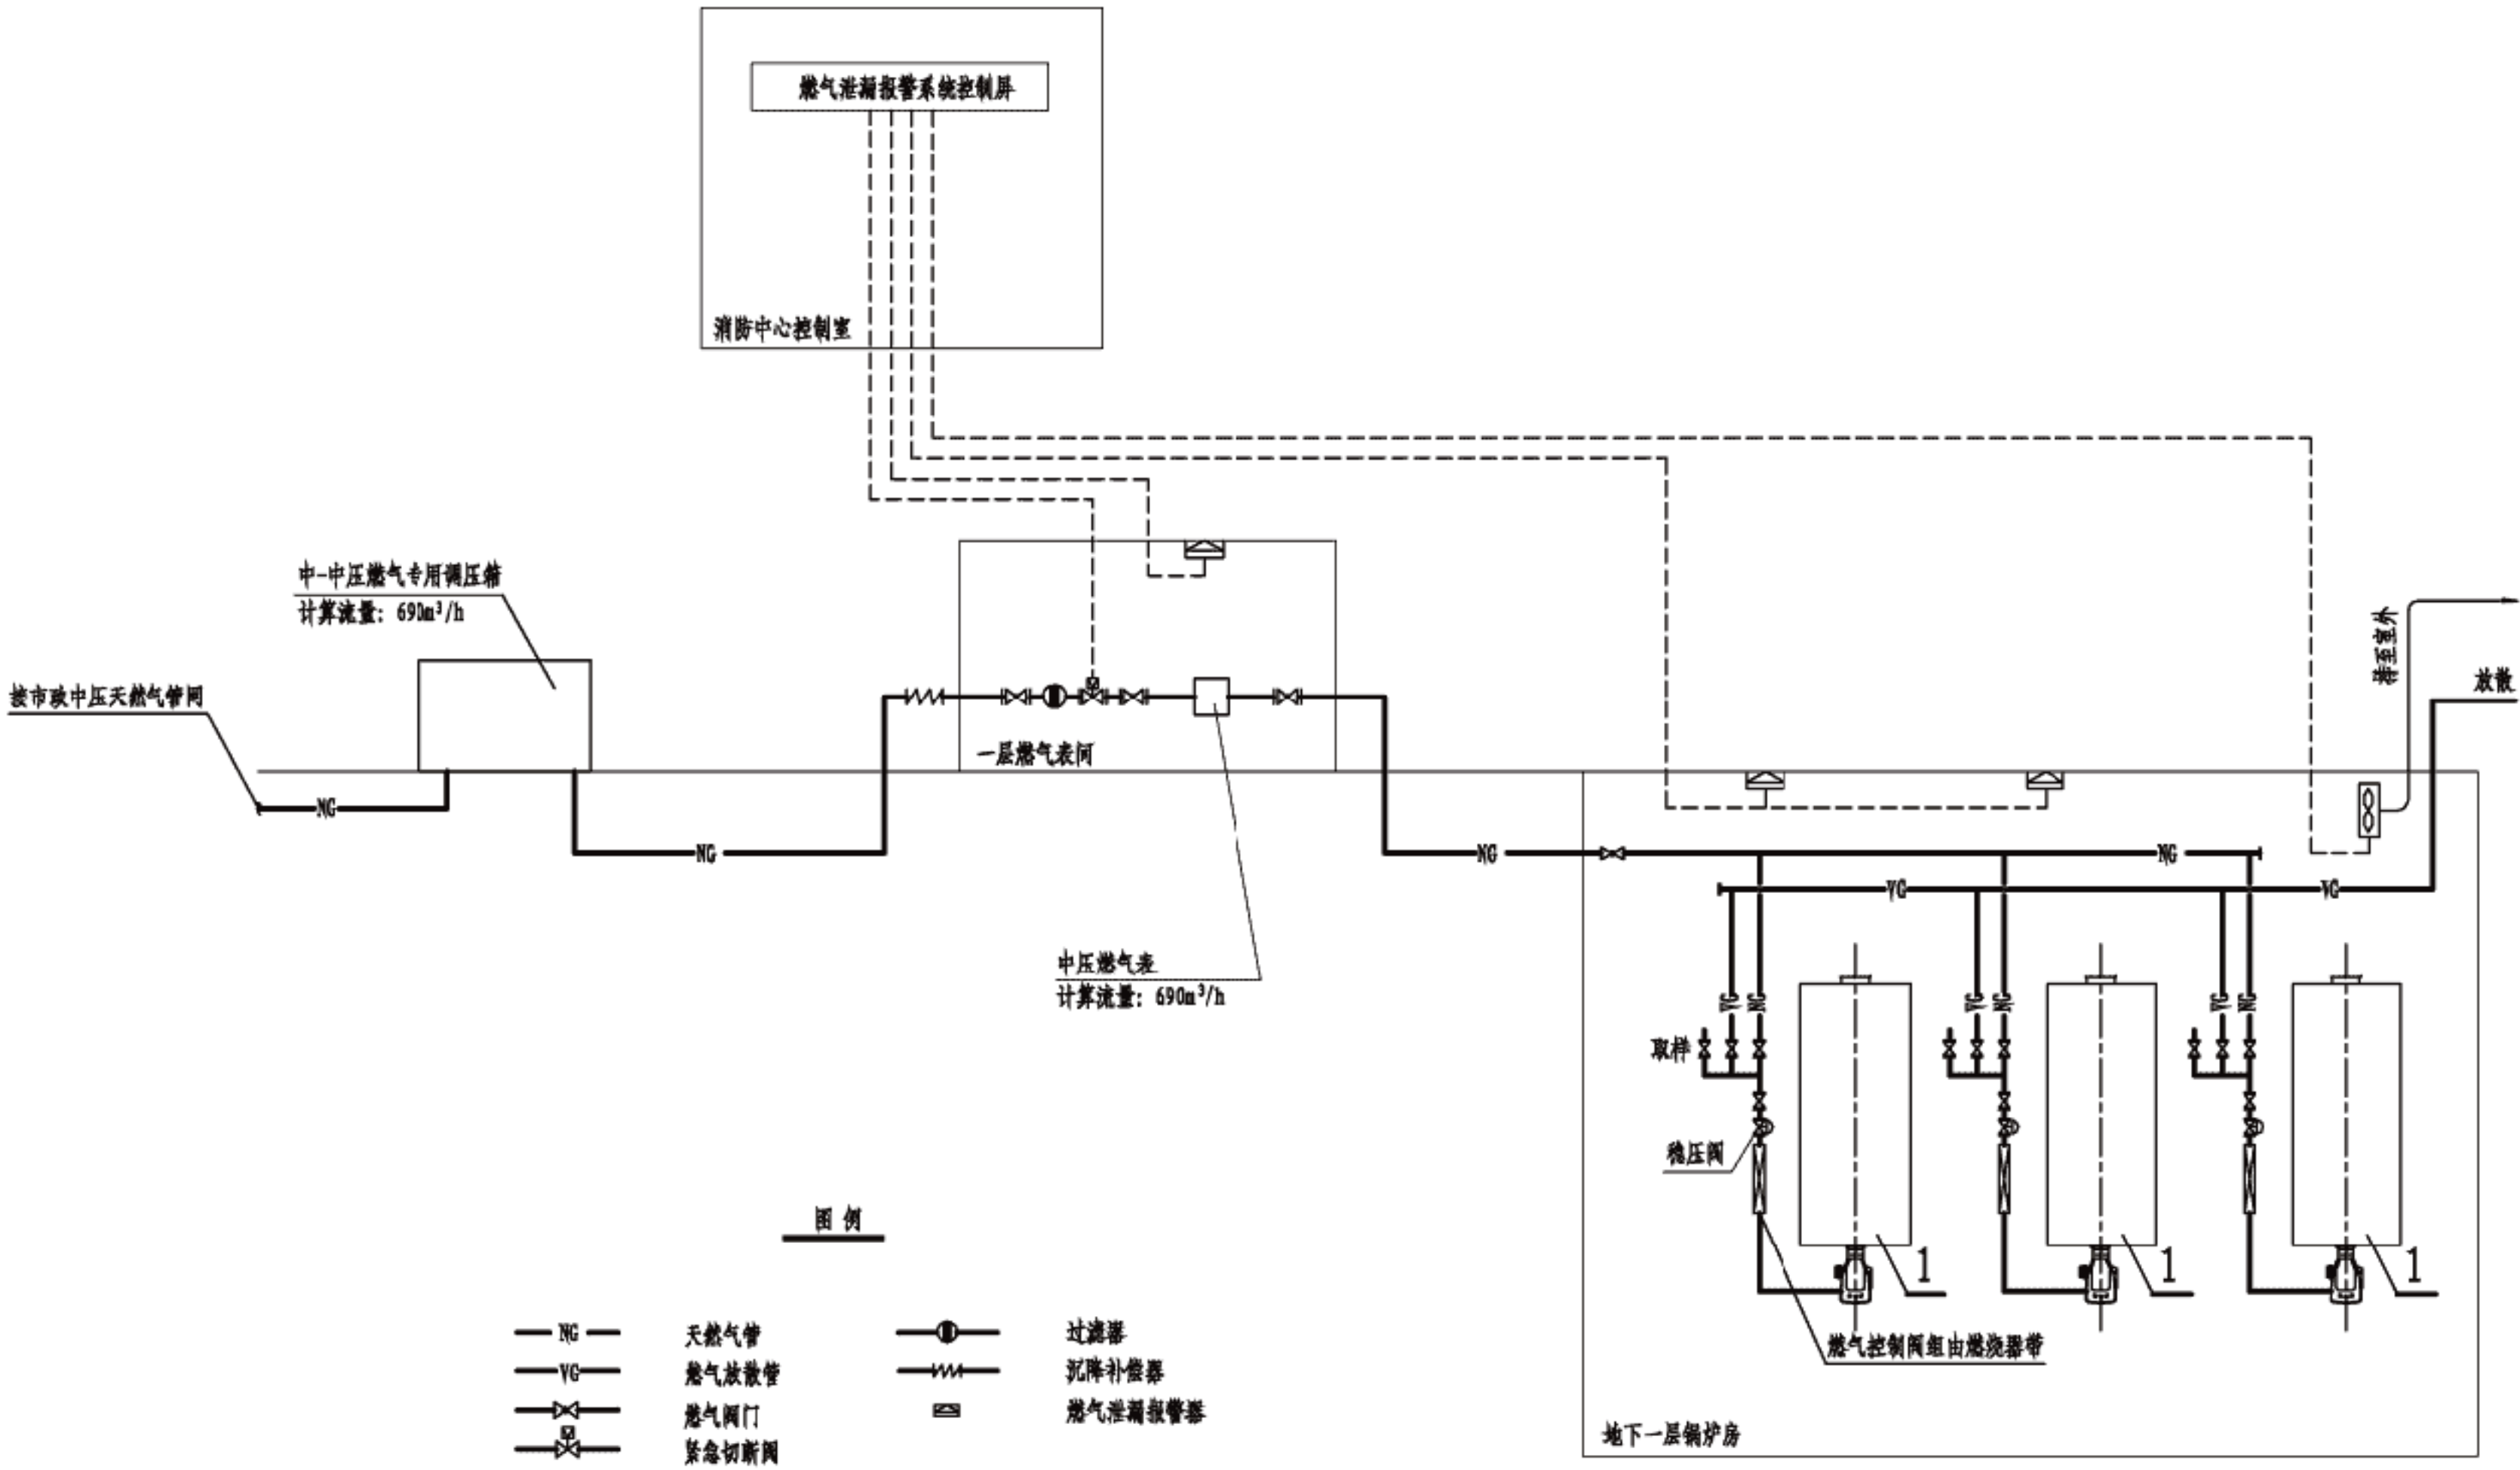 燃气泄漏报警系统控制屏
消防中心控制室
中-中压燃气专用调压箱
计算流量: 690m³/h
接市政中压天然气管网
一层燃气表间
排至室外
放散
NG
NG
NG
NG
VG
VG
中压燃气表
计算流量: 690m³/h
VG
NG
VG
NG
VG
NG
取样
稳压阀
1
1
1
燃气控制阀组由燃烧器带
地下一层锅炉房
图 例
NG
天然气管
过滤器
VG
燃气放散管
沉降补偿器
燃气阀门
燃气泄漏报警器
紧急切断阀